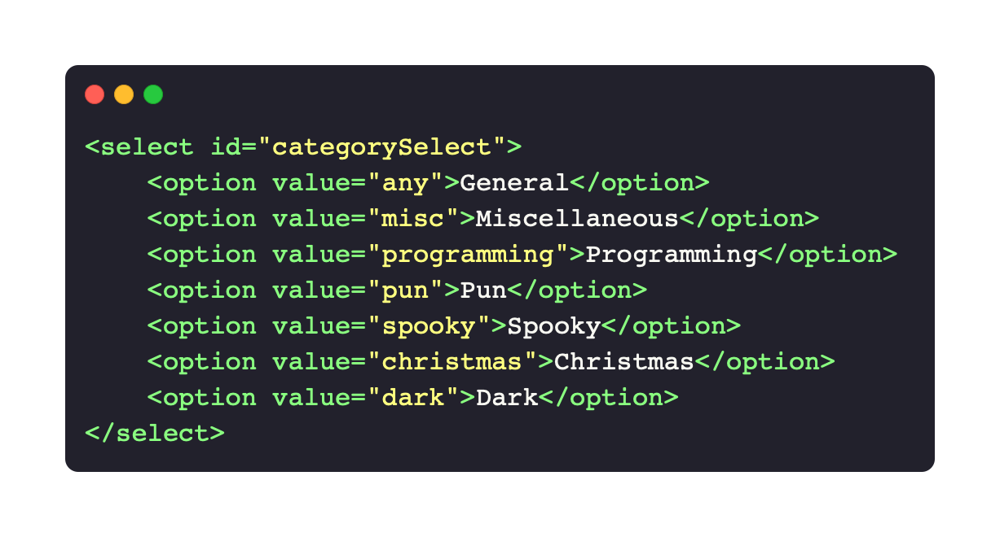 <select id="categorySelect">
    <option value="any">General</option>
    <option value="misc">Miscellaneous</option>
    <option value="programming">Programming</option>
    <option value="pun">Pun</option>
    <option value="spooky">Spooky</option>
    <option value="christmas">Christmas</option>
    <option value="dark">Dark</option>
</select>